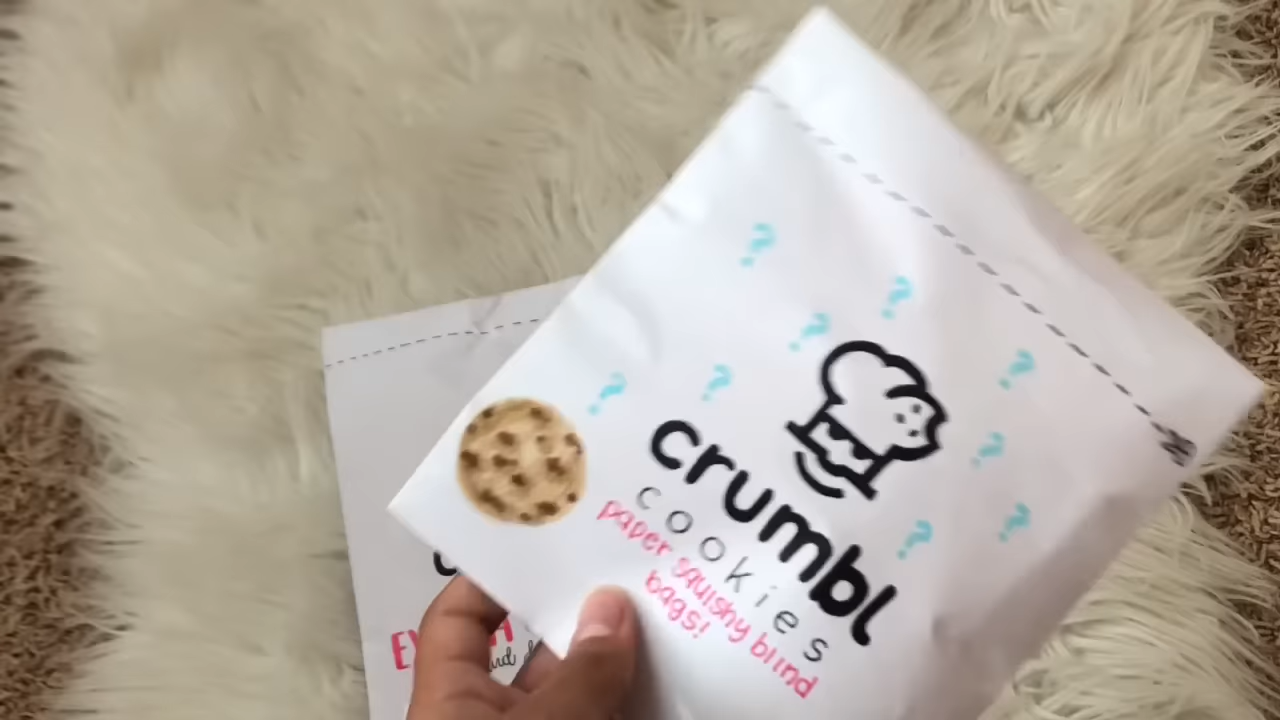 ? ? ? ? ? ? ? ? ?
crumbl
cookies
paper squishy blind
bags!